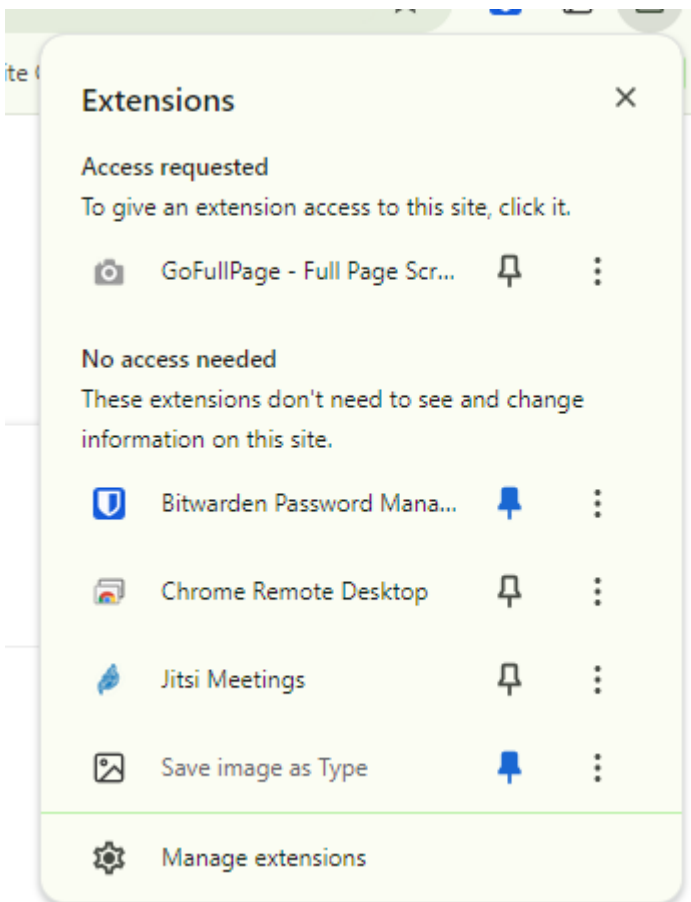 ite
Extensions
Access requested
To give an extension access to this site, click it.
GoFullPage - Full Page Scr...
No access needed
These extensions don't need to see and change
information on this site.
Bitwarden Password Mana...
Chrome Remote Desktop
Jitsi Meetings
Save image as Type
Manage extensions